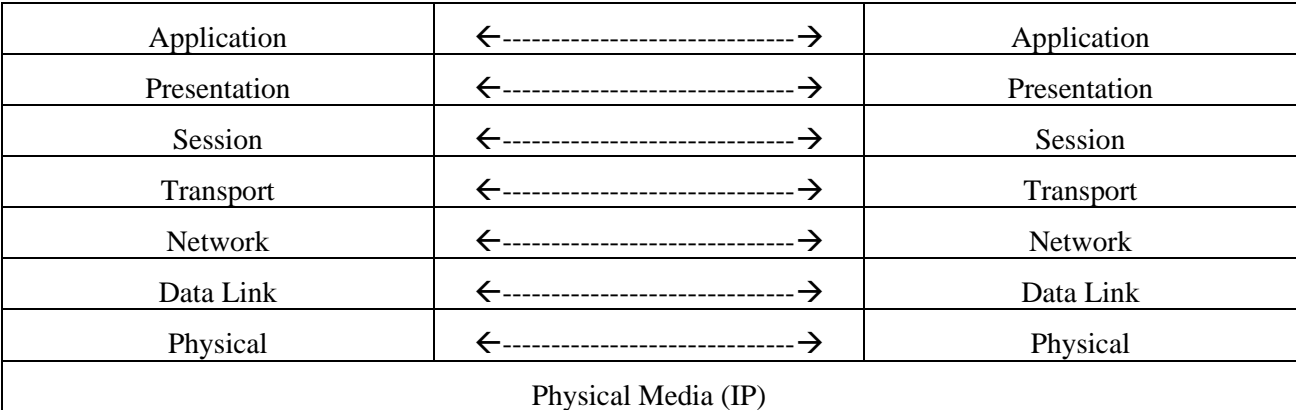 Application ←------------------------------→ Application
Presentation ←------------------------------→ Presentation
Session ←------------------------------→ Session
Transport ←------------------------------→ Transport
Network ←------------------------------→ Network
Data Link ←------------------------------→ Data Link
Physical ←------------------------------→ Physical
Physical Media (IP)